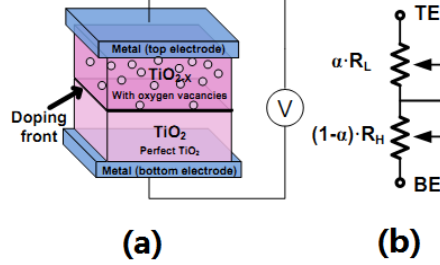 Metal (top electrode)
TiO2-x
With oxygen vacancies
Doping
front
TiO2
Perfect TiO2
Metal (bottom electrode)
V
(a)
TE
α·RL
(1-α)·RH
BE
(b)